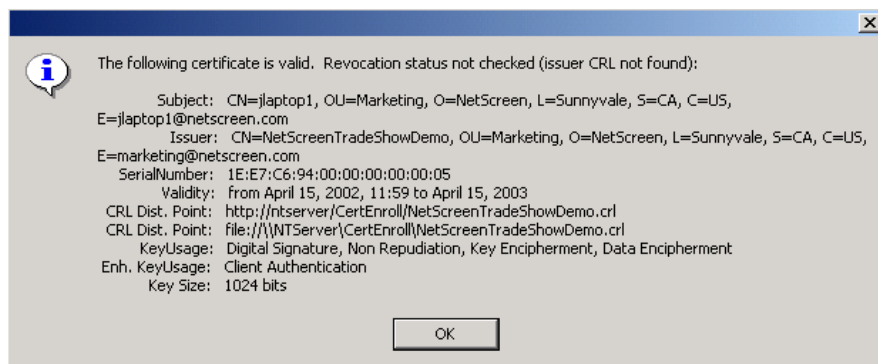 The following certificate is valid. Revocation status not checked (issuer CRL not found):
Subject: CN=jlaptop1, OU=Marketing, O=NetScreen, L=Sunnyvale, S=CA, C=US,
E=jlaptop1@netscreen.com
Issuer: CN=NetScreenTradeShowDemo, OU=Marketing, O=NetScreen, L=Sunnyvale, S=CA, C=US,
E=marketing@netscreen.com
SerialNumber: 1E:E7:C6:94:00:00:00:00:00:05
Validity: from April 15, 2002, 11:59 to April 15, 2003
CRL Dist. Point: http://ntserver/CertEnroll/NetScreenTradeShowDemo.crl
CRL Dist. Point: file://\\NTServer\CertEnroll\NetScreenTradeShowDemo.crl
KeyUsage: Digital Signature, Non Repudiation, Key Encipherment, Data Encipherment
Enh. KeyUsage: Client Authentication
Key Size: 1024 bits
OK